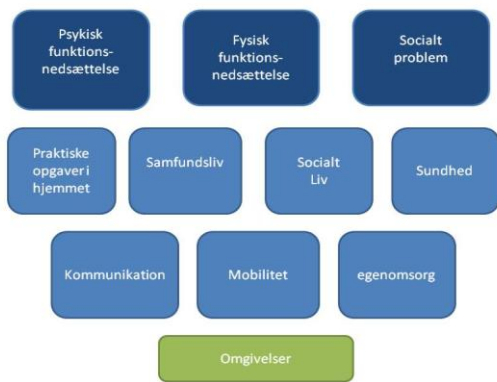 Psykisk
funktions-
nedsættelse
Fysisk
funktions-
nedsættelse
Socialt
problem
Praktiske
opgaver i
hjemmet
Samfundsliv
Socialt
Liv
Sundhed
Kommunikation
Mobilitet
egenomsorg
Omgivelser